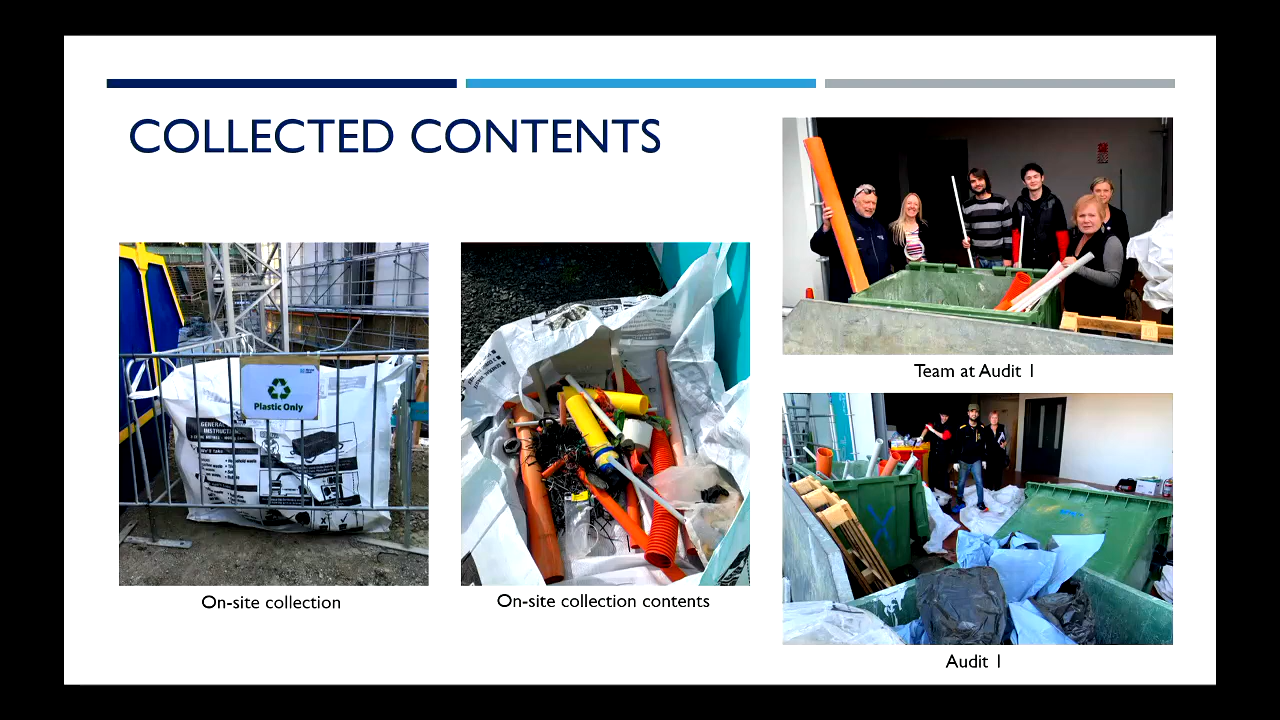 COLLECTED CONTENTS
Plastic Only
On-site collection
On-site collection contents
Team at Audit 1
Audit 1